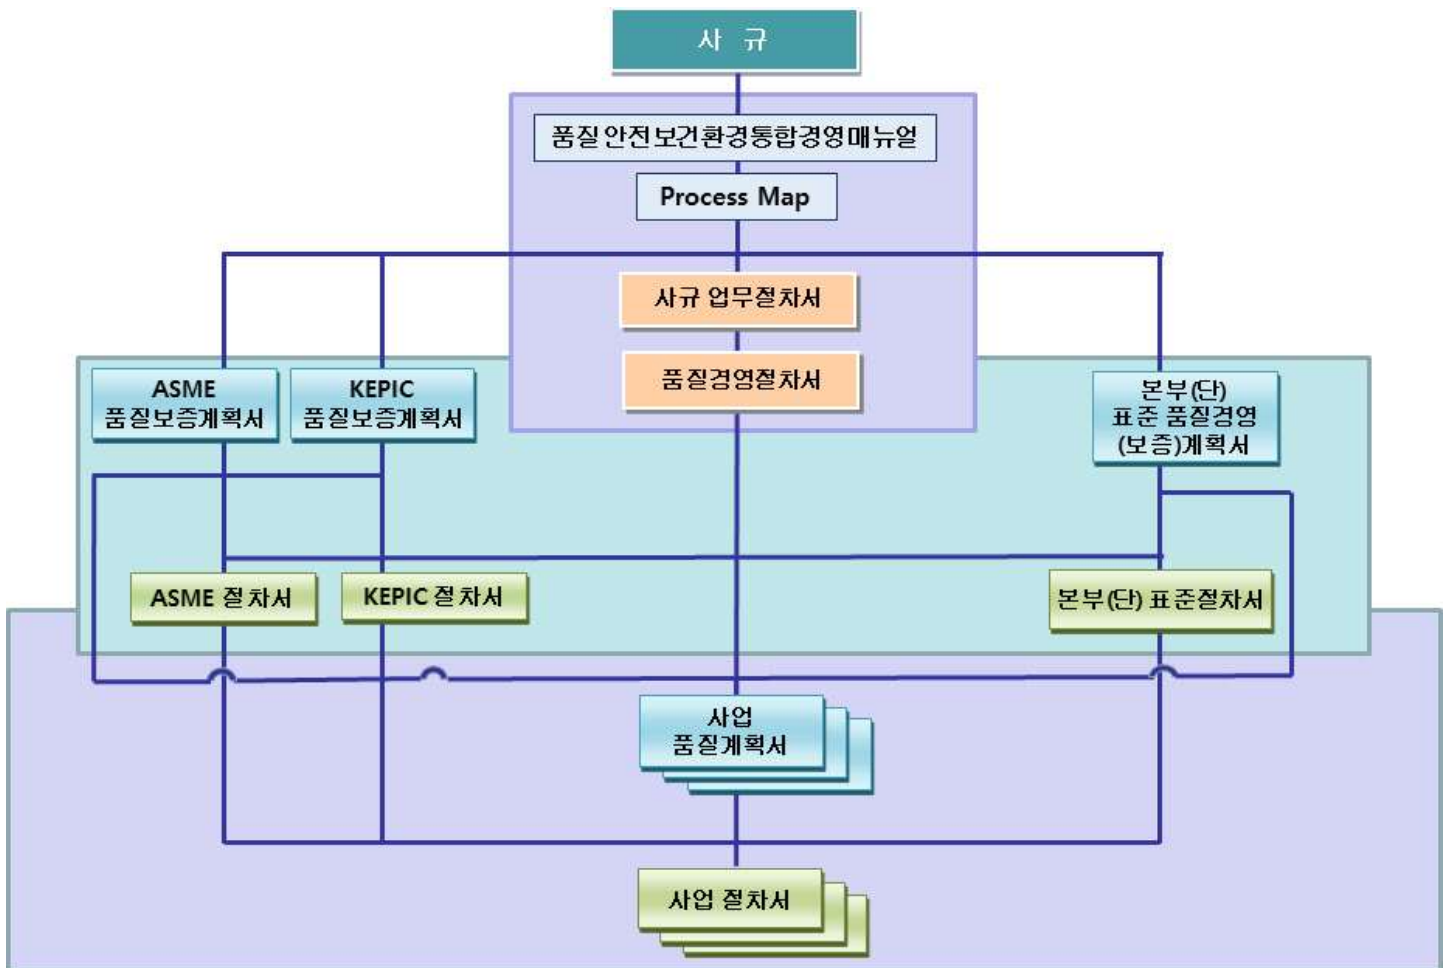 사 규
품질안전보건환경통합경영매뉴얼
Process Map
사규 업무절차서
품질경영절차서
ASME
품질보증계획서
KEPIC
품질보증계획서
본부(단)
표준 품질경영
(보증)계획서
ASME 절차서
KEPIC 절차서
본부(단) 표준절차서
사업
품질계획서
사업 절차서